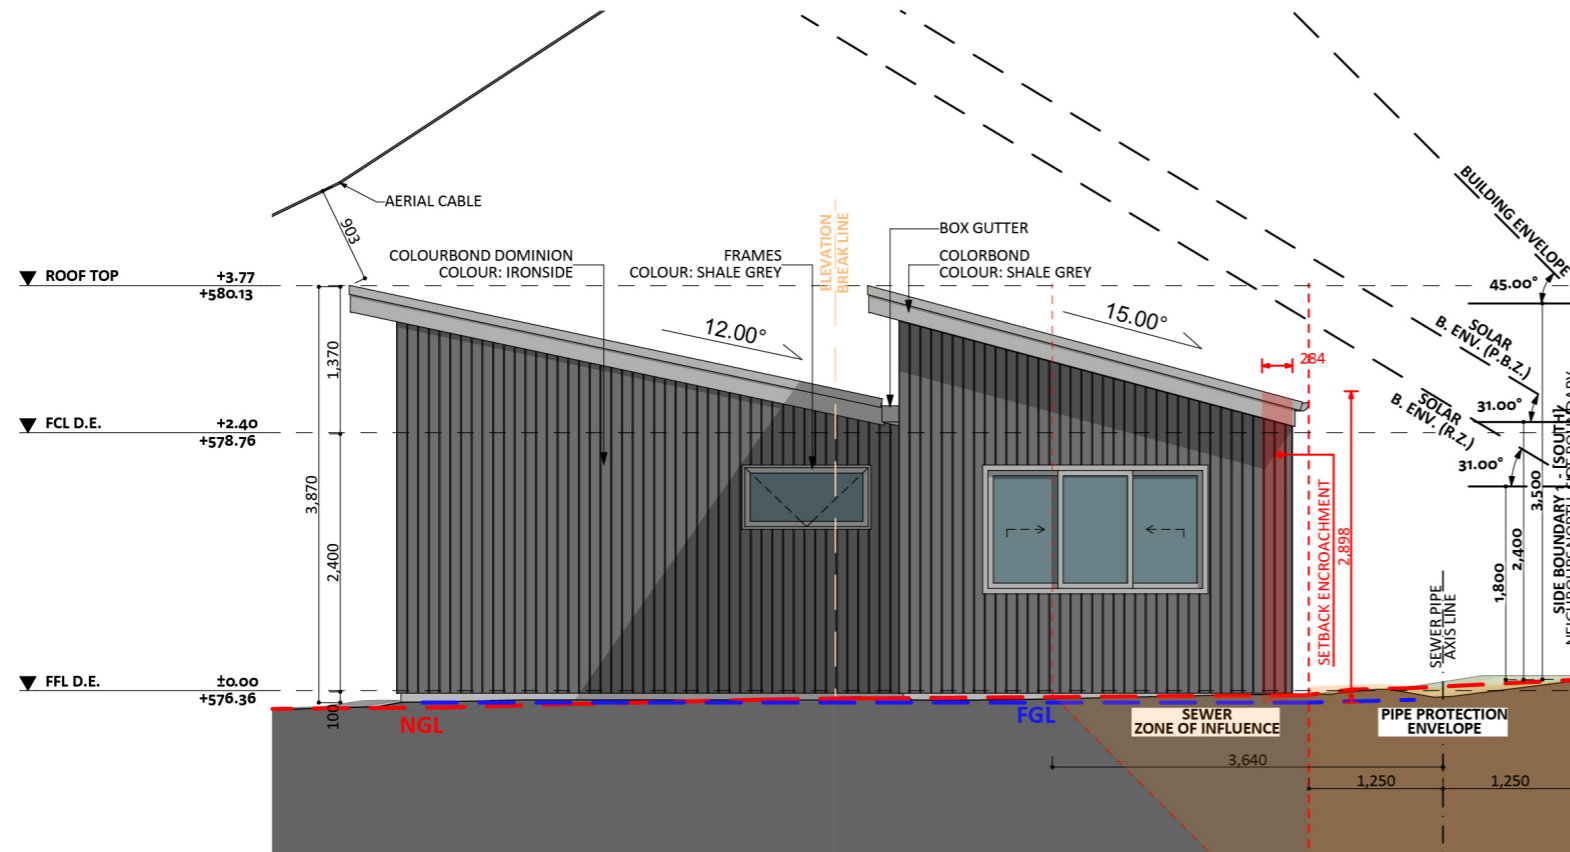 AERIAL CABLE
903
BUILDING ENVELOPE
45.00°
ELEVATION
BREAK LINE
BOX GUTTER
COLOURBOND DOMINION
COLOUR: IRONSIDE
FRAMES
COLOUR: SHALE GREY
COLORBOND
COLOUR: SHALE GREY
ROOF TOP
+3.77
+580.13
12.00°
15.00°
SOLAR
B. ENV. (P.B.Z.)
284
1,370
31.00°
SOLAR
B. ENV. (R.Z.)
FCL D.E.
+2.40
+578.76
31.00°
3,870
2,400
SETBACK ENCROACHMENT
2,898
1,800
2,400
3,500
SIDE BOUNDARY 1 - [SOUTH]
SEWER PIPE
AXIS LINE
FFL D.E.
±0.00
+576.36
100
NGL
FGL
SEWER
ZONE OF INFLUENCE
PIPE PROTECTION
ENVELOPE
3,640
1,250
1,250